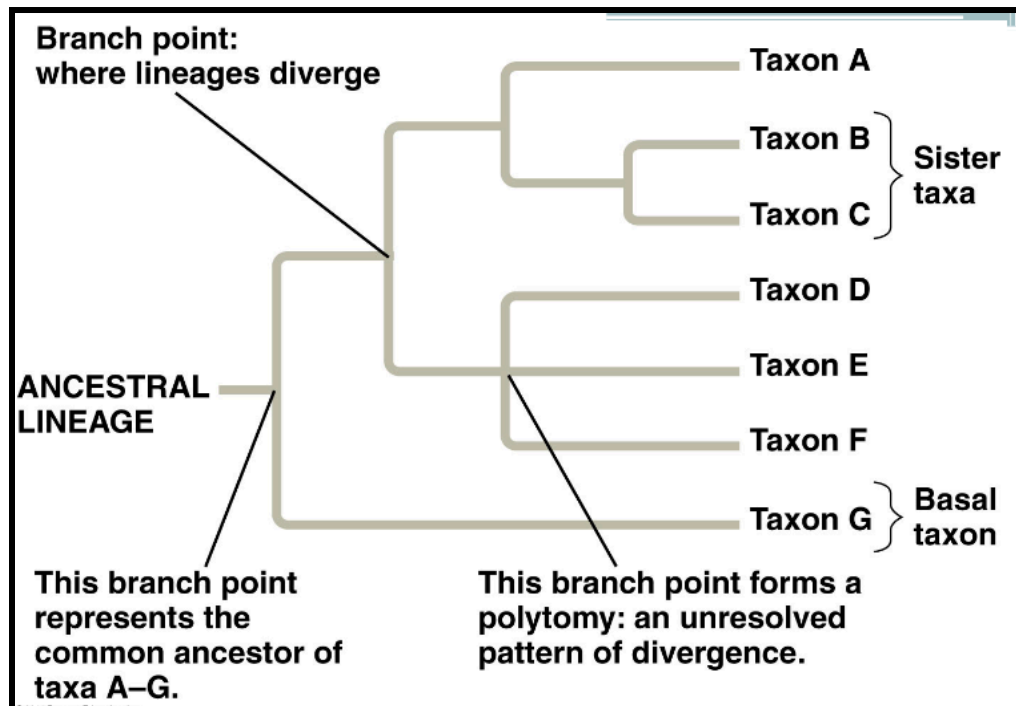 Branch point:
where lineages diverge
Taxon A
Taxon B
Sister
taxa
Taxon C
Taxon D
Taxon E
ANCESTRAL
LINEAGE
Taxon F
Taxon G
Basal
taxon
This branch point
represents the
common ancestor of
taxa A–G.
This branch point forms a
polytomy: an unresolved
pattern of divergence.